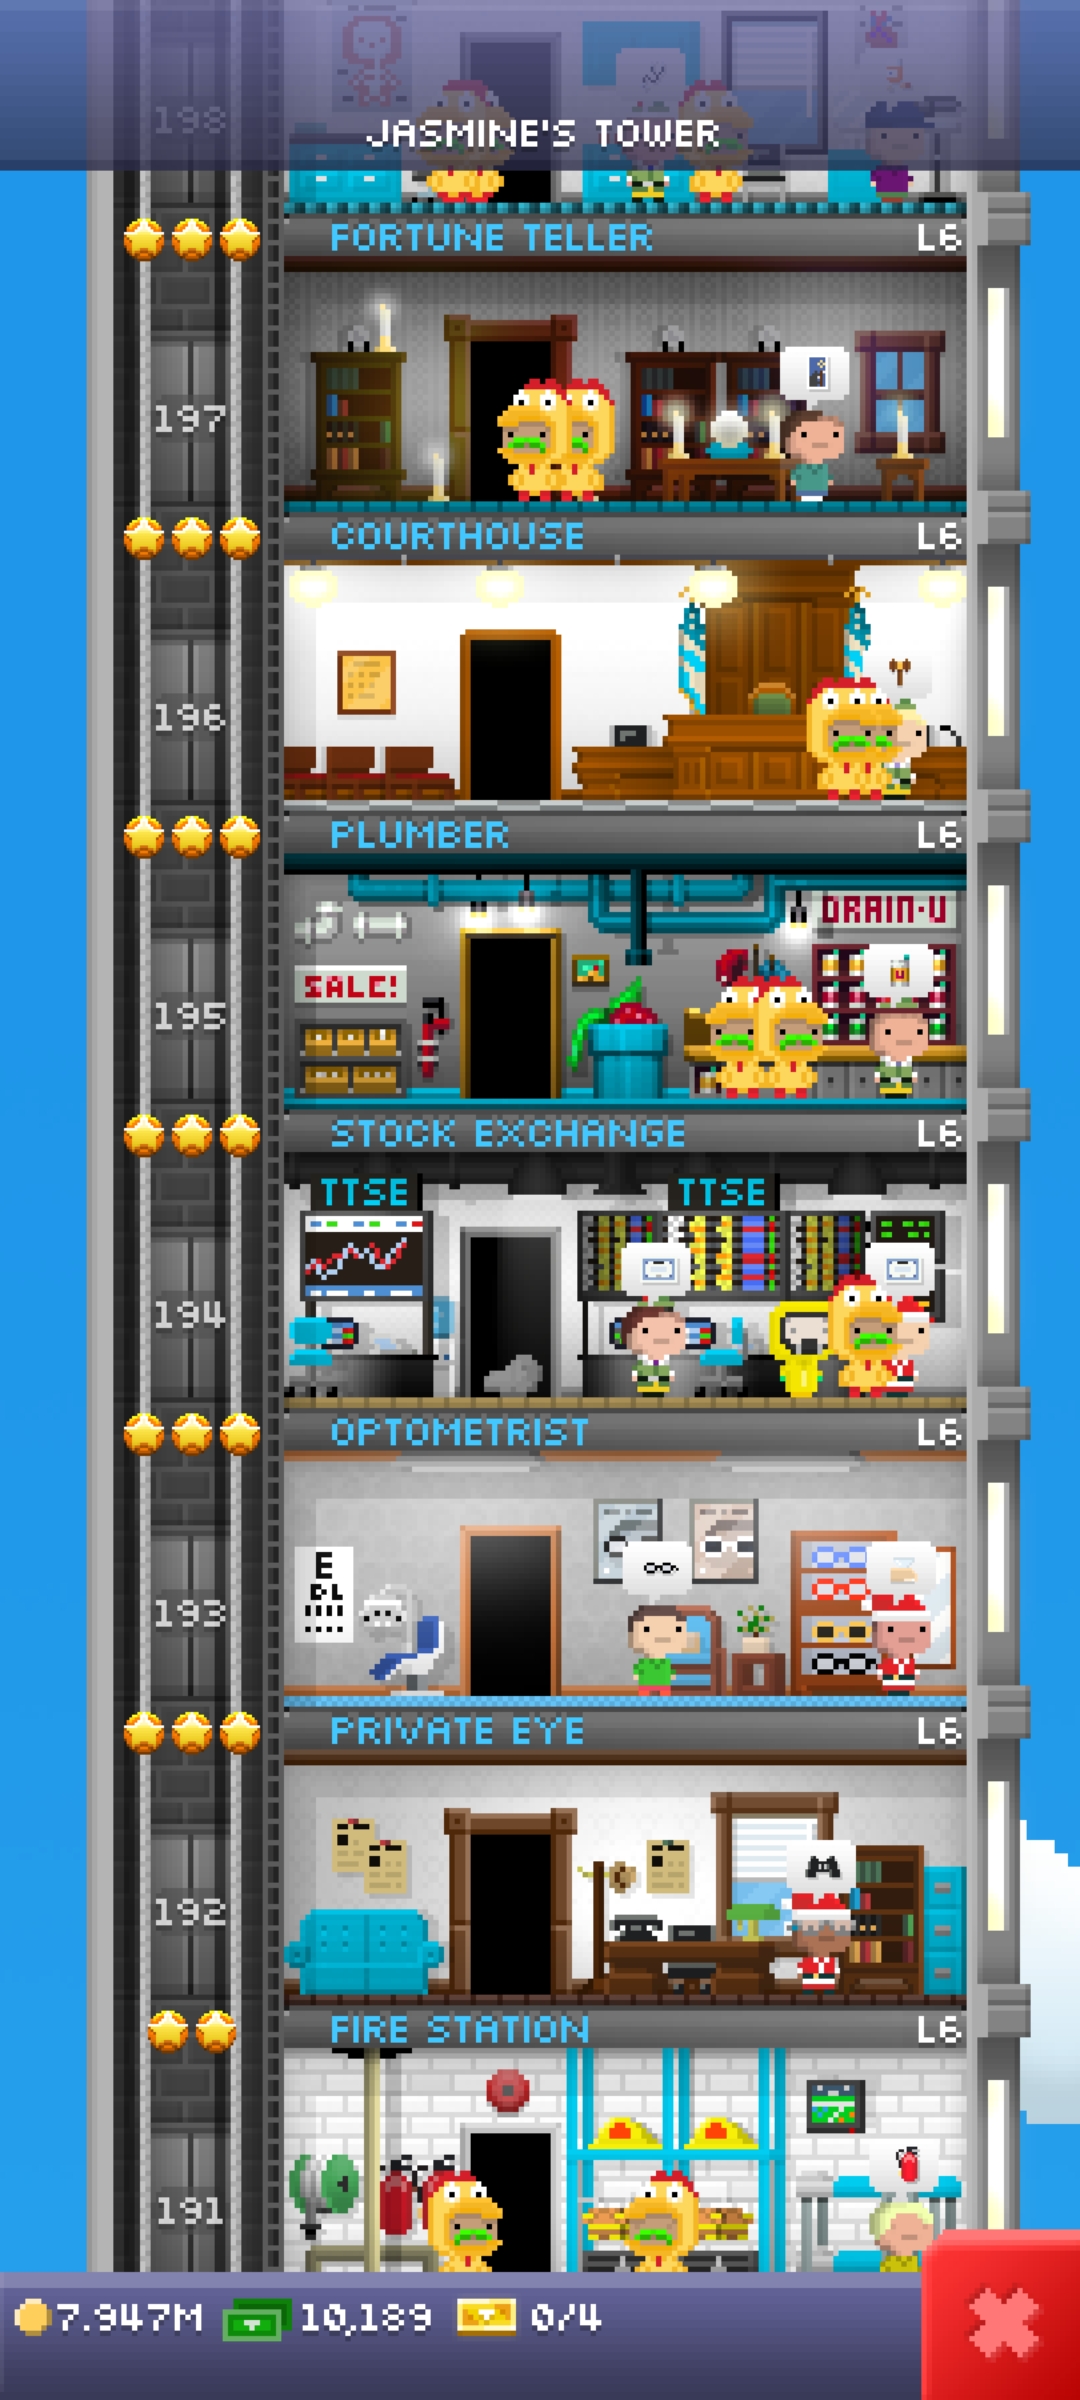 198
JASMINE'S TOWER
FORTUNE TELLER L6
197
COURTHOUSE L6
196
PLUMBER L6
DRAIN-U
SALE!
195
STOCK EXCHANGE L6
TTSE TTSE
194
OPTOMETRIST L6
E
DL
193
PRIVATE EYE L6
192
FIRE STATION L6
191
7.947M 10,189 0/4